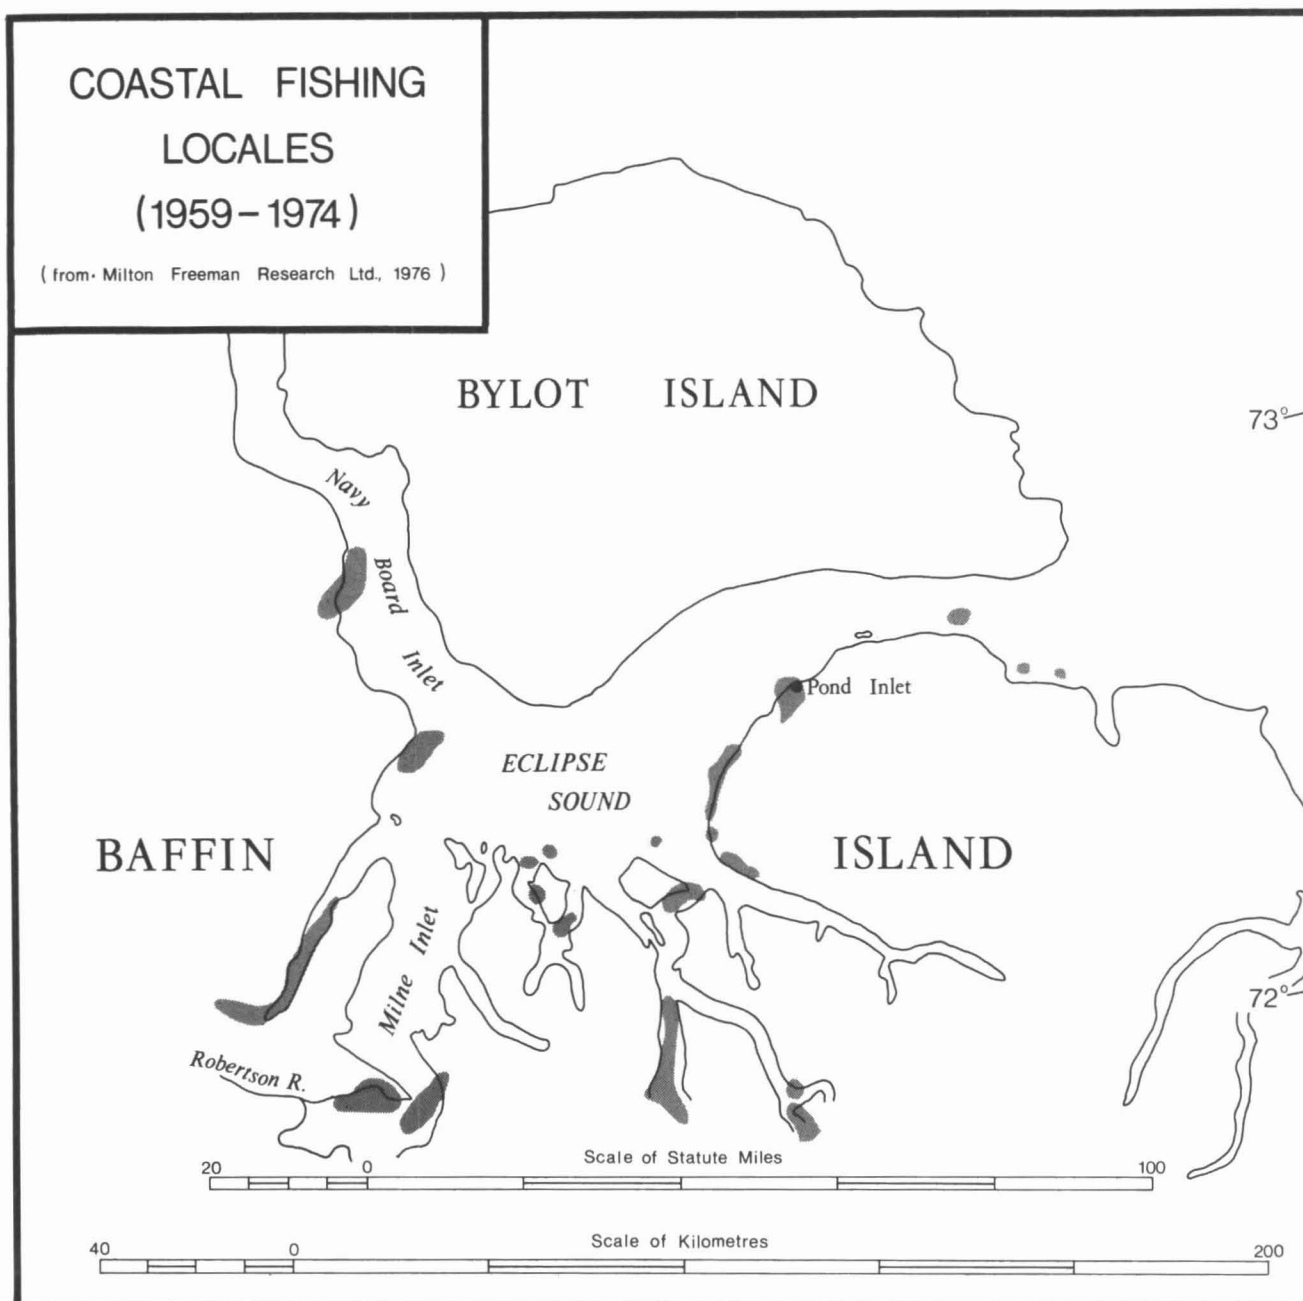 COASTAL FISHING
LOCALES
(1959-1974)
(from. Milton Freeman Research Ltd., 1976)
BYLOT ISLAND
73°
Navy
Board
Inlet
Pond Inlet
ECLIPSE
SOUND
BAFFIN ISLAND
Milne Inlet
72°
Robertson R.
Scale of Statute Miles
20 0 100
Scale of Kilometres
40 0 200